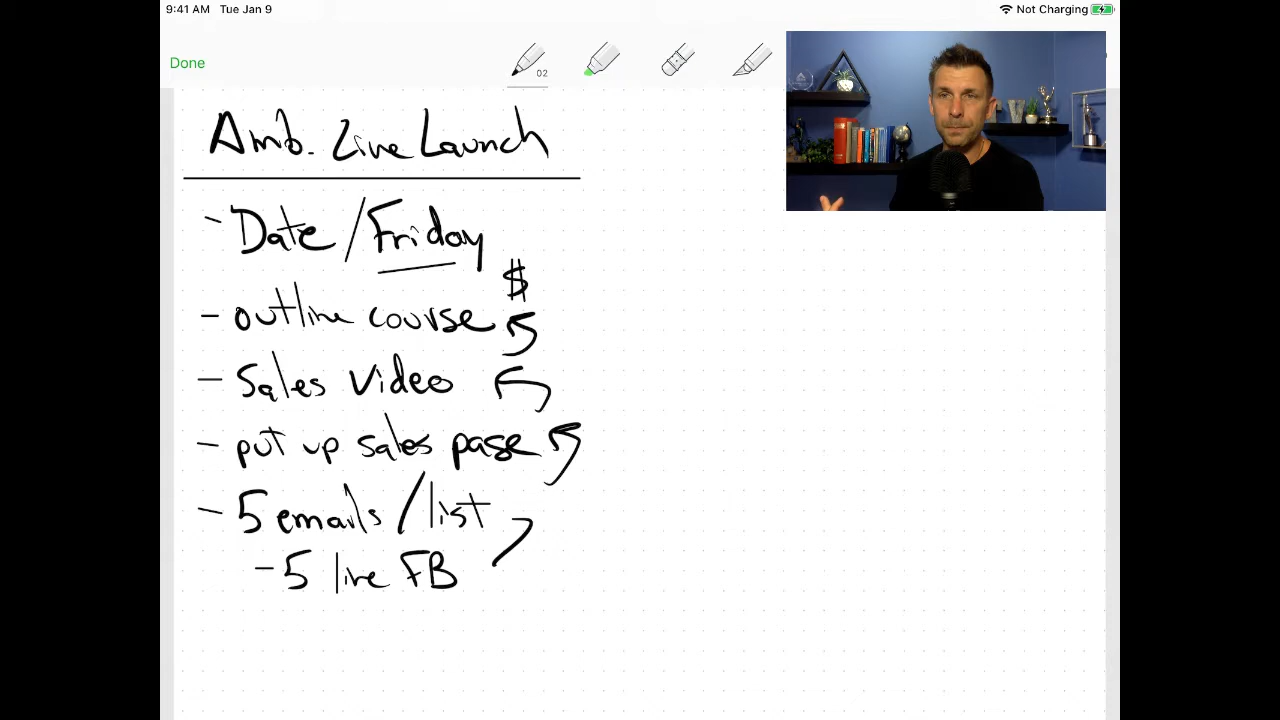 9:41 AM Tue Jan 9
Not Charging
Done
02
Amb. Live Launch
- Date / Friday
$
- outline course
- Sales Video
- put up sales page
- 5 emails / list
- 5 live FB